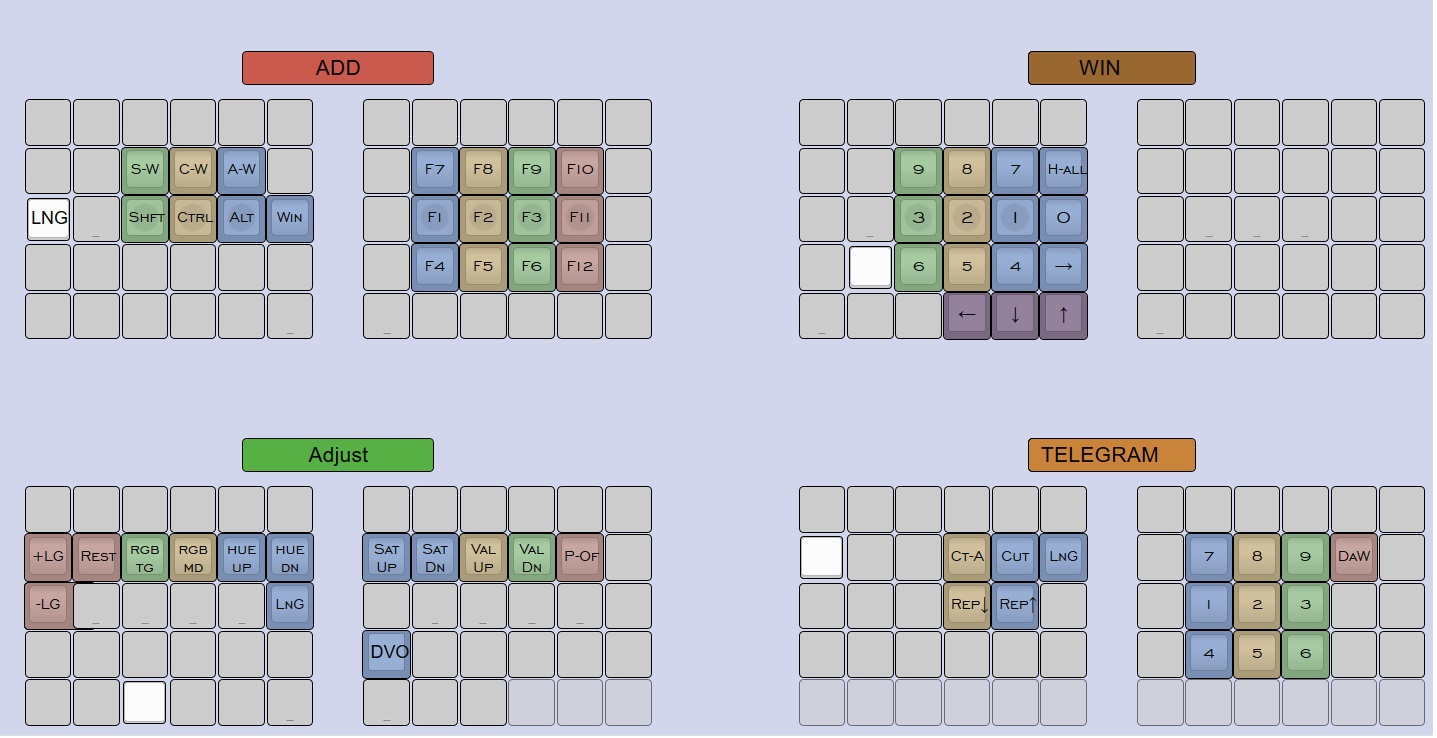 ADD
S-W C-W A-W F7 F8 F9 F10
LNG _ SHFT CTRL ALT WIN F1 F2 F3 F11
F4 F5 F6 F12
_ _
WIN
9 8 7 H-ALL
_ 3 2 1 0 _ _ _
6 5 4 →
_ ← ↓ ↑ _
Adjust
+LG REST RGB TG RGB MD HUE UP HUE DN SAT UP SAT DN VAL UP VAL DN P-OF
-LG _ _ _ _ LNG _ _ _ _
DVO
_ _
TELEGRAM
CT-A CUT LNG 7 8 9 DAW
REP↓ REP↑ 1 2 3
4 5 6